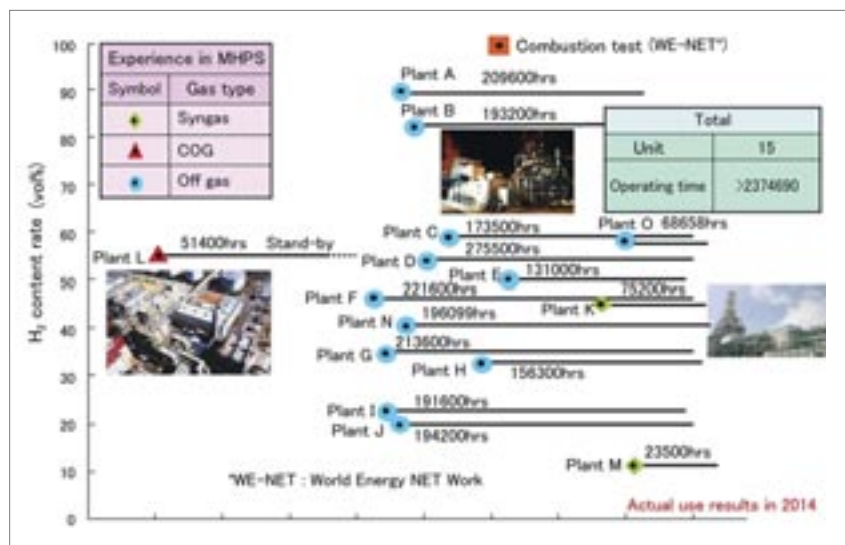 100
90
80
70
60
50
40
30
20
10
0
H₂ content rate (vol%)
Experience in MHPS
Symbol Gas type
Syngas
COG
Off gas
Combustion test (WE-NET*)
Plant A 209600hrs
Plant B 193200hrs
Total
Unit 15
Operating time >2374690
Plant C 173500hrs
Plant O 68658hrs
Plant L 51400hrs Stand-by
Plant D 275500hrs
Plant E 131000hrs
Plant F 221600hrs
Plant K 75200hrs
Plant N 196099hrs
Plant G 213600hrs
Plant H 156300hrs
Plant I 191600hrs
Plant J 194200hrs
Plant M 23500hrs
*WE-NET : World Energy NET Work
Actual use results in 2014